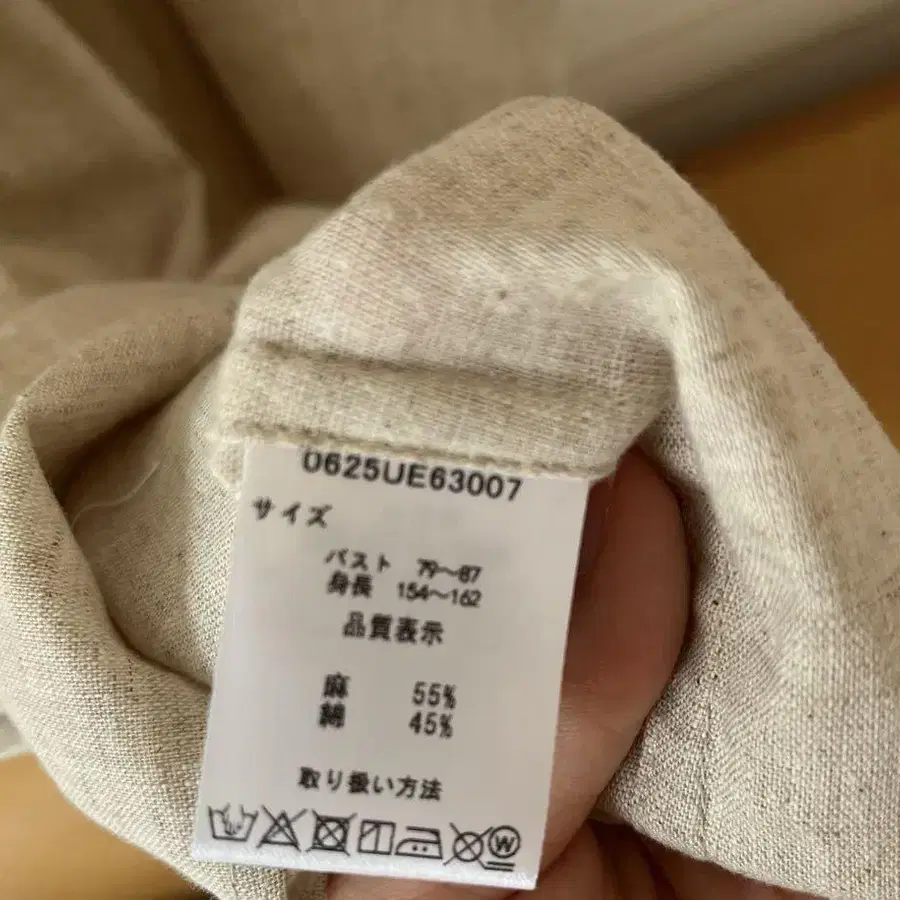 0625UE63007
サイズ
バスト 79～87
身長 154～162
品質表示
麻 55%
綿 45%
取り扱い方法
W